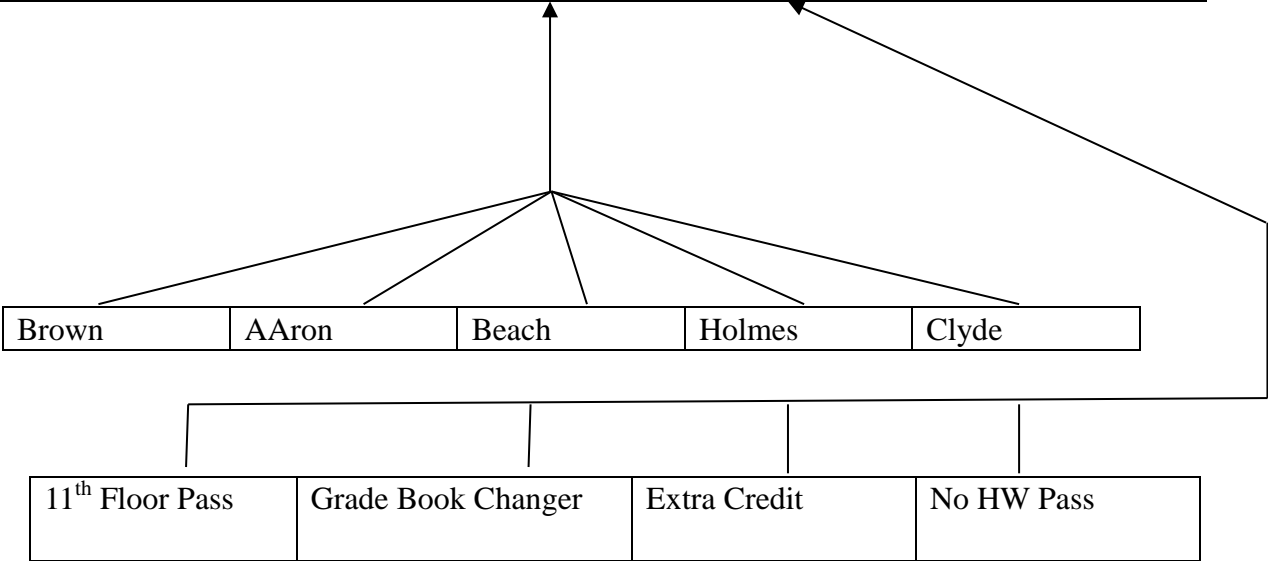 Brown AAron Beach Holmes Clyde
11th Floor Pass Grade Book Changer Extra Credit No HW Pass